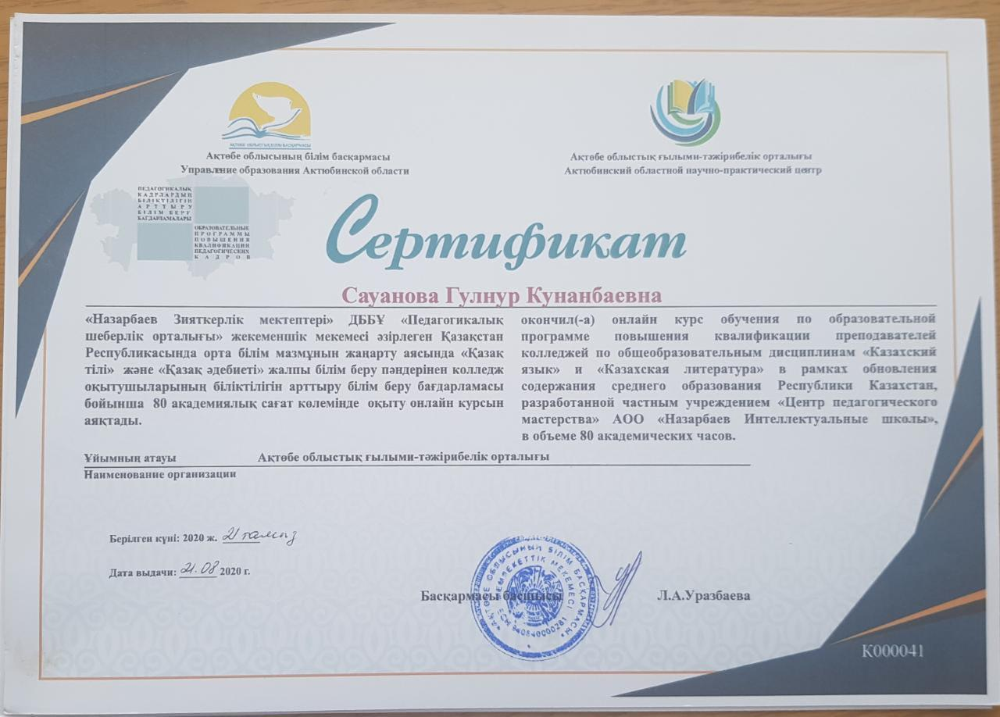 АҚТӨБЕ ОБЛЫСТЫҚ БІЛІМ БАСҚАРМАСЫ
Ақтөбе облысының білім басқармасы
Управление образования Актюбинской области
Ақтөбе облыстық ғылыми-тәжірибелік орталығы
Актюбинский областной научно-практический центр
ПЕДАГОГИКАЛЫҚ
КАДРЛАРДЫҢ
БІЛІКТІЛІГІН
АРТТЫРУ
БІЛІМ БЕРУ
БАҒДАРЛАМАЛАРЫ
ОБРАЗОВАТЕЛЬНЫЕ
ПРОГРАММЫ
ПОВЫШЕНИЯ
КВАЛИФИКАЦИИ
ПЕДАГОГИЧЕСКИХ
КАДРОВ
Сертификат
Сауанова Гулнур Кунанбаевна
«Назарбаев Зияткерлік мектептері» ДББҰ «Педагогикалық
шеберлік орталығы» жекеменшік мекемесі әзірлеген Қазақстан
Республикасында орта білім мазмұнын жаңарту аясында «Қазақ
тілі» және «Қазақ әдебиеті» жалпы білім беру пәндерінен колледж
оқытушыларының біліктілігін арттыру білім беру бағдарламасы
бойынша 80 академиялық сағат көлемінде оқыту онлайн курсын
аяқтады.
окончил(-а) онлайн курс обучения по образовательной
программе повышения квалификации преподавателей
колледжей по общеобразовательным дисциплинам «Казахский
язык» и «Казахская литература» в рамках обновления
содержания среднего образования Республики Казахстан,
разработанной частным учреждением «Центр педагогического
мастерства» АОО «Назарбаев Интеллектуальные школы»,
в объеме 80 академических часов.
Ұйымның атауы Ақтөбе облыстық ғылыми-тәжірибелік орталығы
Наименование организации
Берілген күні: 2020 ж. 21 тамыз
Дата выдачи: 21.08 2020 г.
Басқармасы басшысы Л.А.Уразбаева
АҚТӨБЕ ОБЛЫСЫНЫҢ БІЛІМ БАСҚАРМАСЫ
МЕМЛЕКЕТТІК МЕКЕМЕСІ
К000041